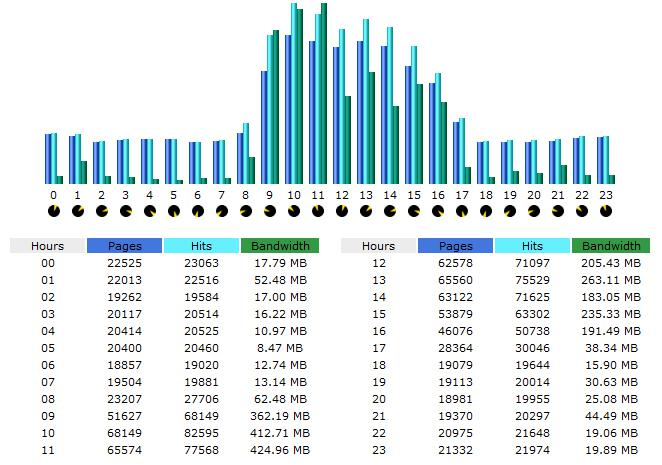 0 1 2 3 4 5 6 7 8 9 10 11 12 13 14 15 16 17 18 19 20 21 22 23
Hours Pages Hits Bandwidth Hours Pages Hits Bandwidth
00 22525 23063 17.79 MB 12 62578 71097 205.43 MB
01 22013 22516 52.48 MB 13 65560 75529 263.11 MB
02 19262 19584 17.00 MB 14 63122 71625 183.05 MB
03 20117 20514 16.22 MB 15 53879 63302 235.33 MB
04 20414 20525 10.97 MB 16 46076 50738 191.49 MB
05 20400 20460 8.47 MB 17 28364 30046 38.34 MB
06 18857 19020 12.74 MB 18 19079 19644 15.90 MB
07 19504 19881 13.14 MB 19 19113 20014 30.63 MB
08 23207 27706 62.48 MB 20 18981 19955 25.08 MB
09 51627 68149 362.19 MB 21 19370 20297 44.49 MB
10 68149 82595 412.71 MB 22 20975 21648 19.06 MB
11 65574 77568 424.96 MB 23 21332 21974 19.89 MB